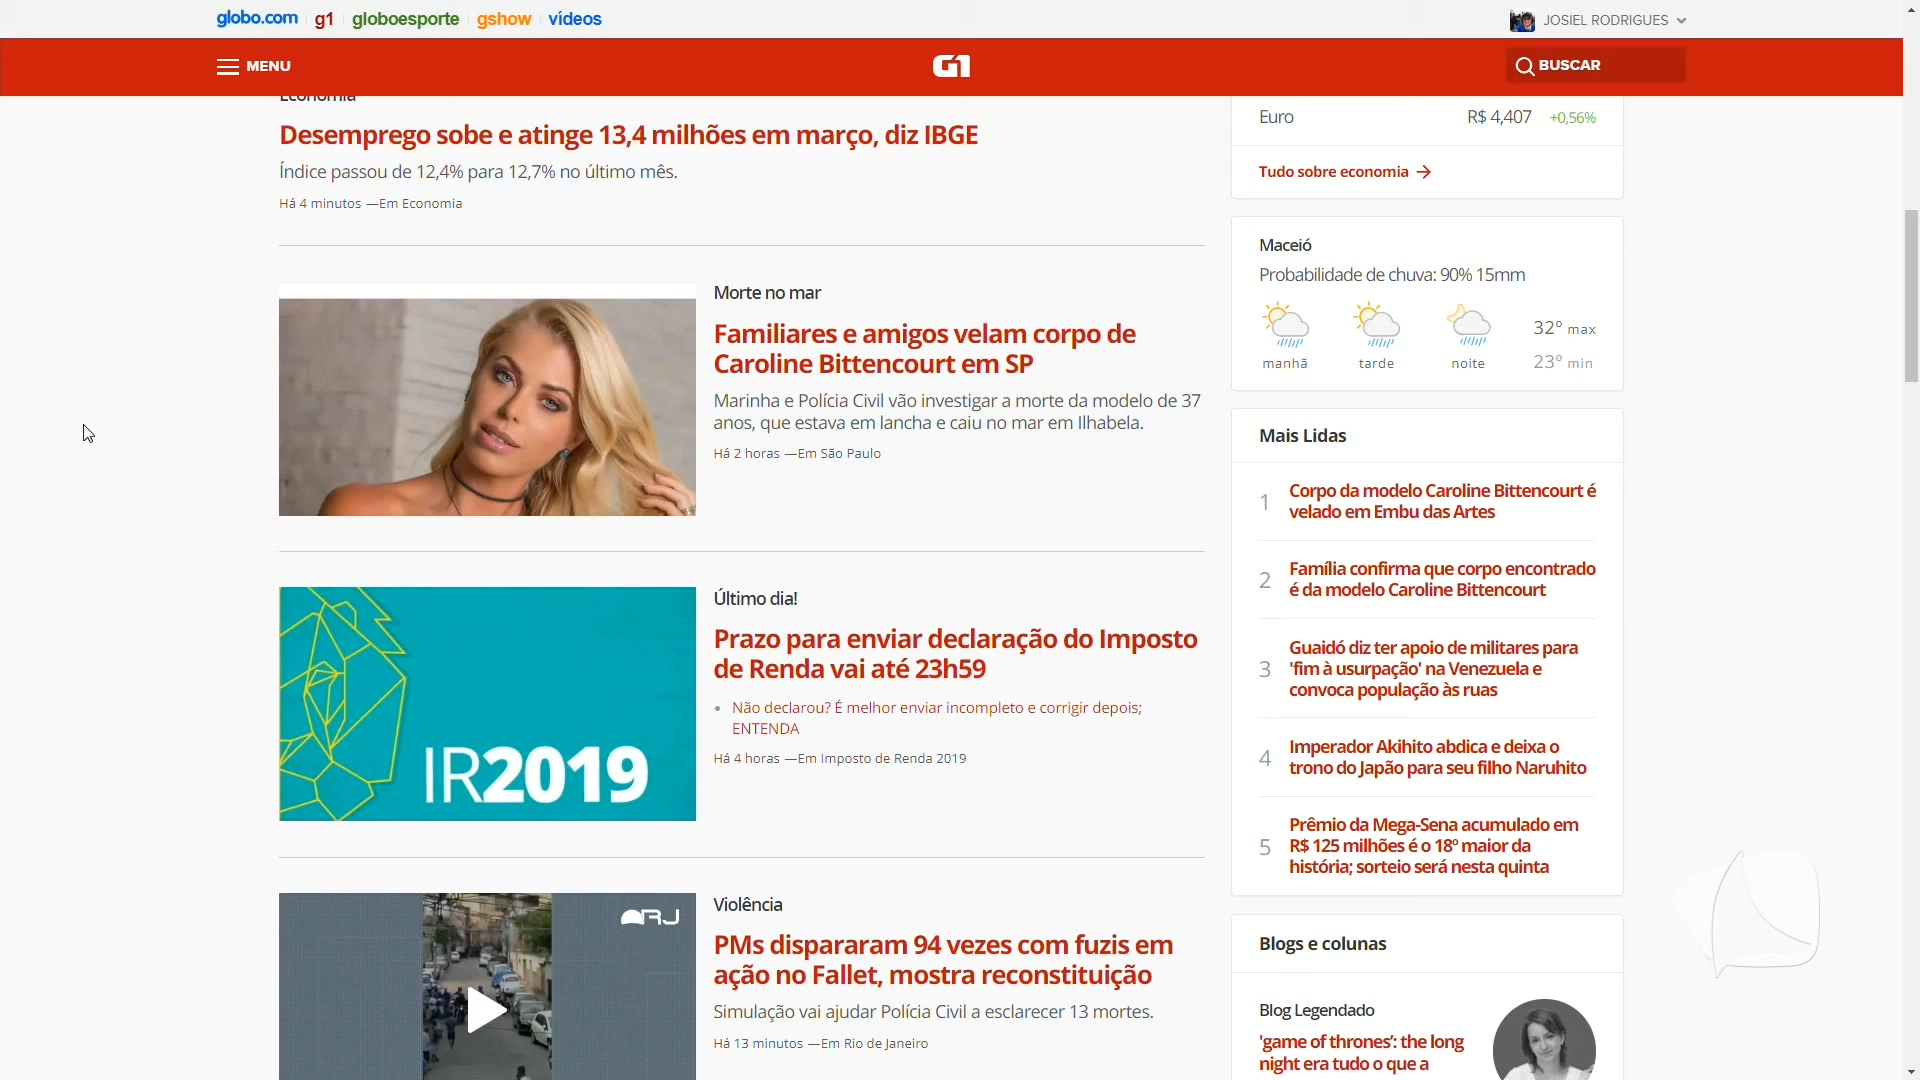 globo.com g1 globoesporte gshow vídeos
JOSIEL RODRIGUES
MENU
G1
BUSCAR
Economia
Desemprego sobe e atinge 13,4 milhões em março, diz IBGE
Índice passou de 12,4% para 12,7% no último mês.
Há 4 minutos —Em Economia
Morte no mar
Familiares e amigos velam corpo de
Caroline Bittencourt em SP
Marinha e Polícia Civil vão investigar a morte da modelo de 37
anos, que estava em lancha e caiu no mar em Ilhabela.
Há 2 horas —Em São Paulo
IR2019
Último dia!
Prazo para enviar declaração do Imposto
de Renda vai até 23h59
Não declarou? É melhor enviar incompleto e corrigir depois;
ENTENDA
Há 4 horas —Em Imposto de Renda 2019
RJ
Violência
PMs dispararam 94 vezes com fuzis em
ação no Fallet, mostra reconstituição
Simulação vai ajudar Polícia Civil a esclarecer 13 mortes.
Há 13 minutos —Em Rio de Janeiro
Euro R$ 4,407 +0,56%
Tudo sobre economia
Maceió
Probabilidade de chuva: 90% 15mm
32º max
manhã tarde noite 23º min
Mais Lidas
1 Corpo da modelo Caroline Bittencourt é
velado em Embu das Artes
2 Família confirma que corpo encontrado
é da modelo Caroline Bittencourt
3 Guaidó diz ter apoio de militares para
'fim à usurpação' na Venezuela e
convoca população às ruas
4 Imperador Akihito abdica e deixa o
trono do Japão para seu filho Naruhito
5 Prêmio da Mega-Sena acumulado em
R$ 125 milhões é o 18º maior da
história; sorteio será nesta quinta
Blogs e colunas
Blog Legendado
'game of thrones': the long
night era tudo o que a